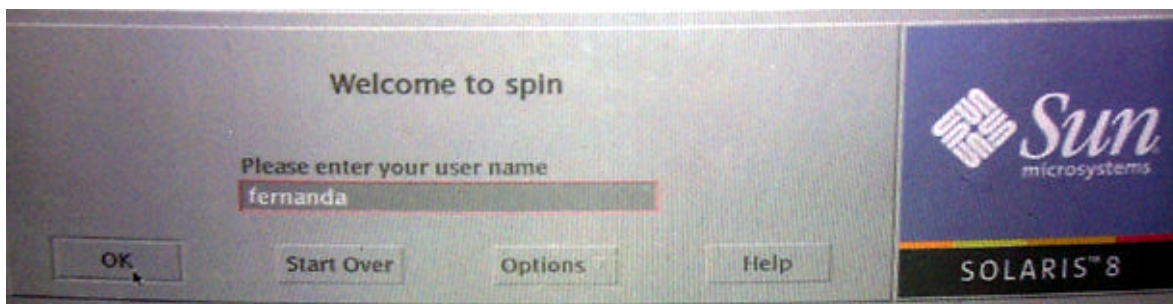 Welcome to spin
Please enter your user name
fernanda
OK
Start Over
Options
Help
Sun
microsystems
SOLARIS™8